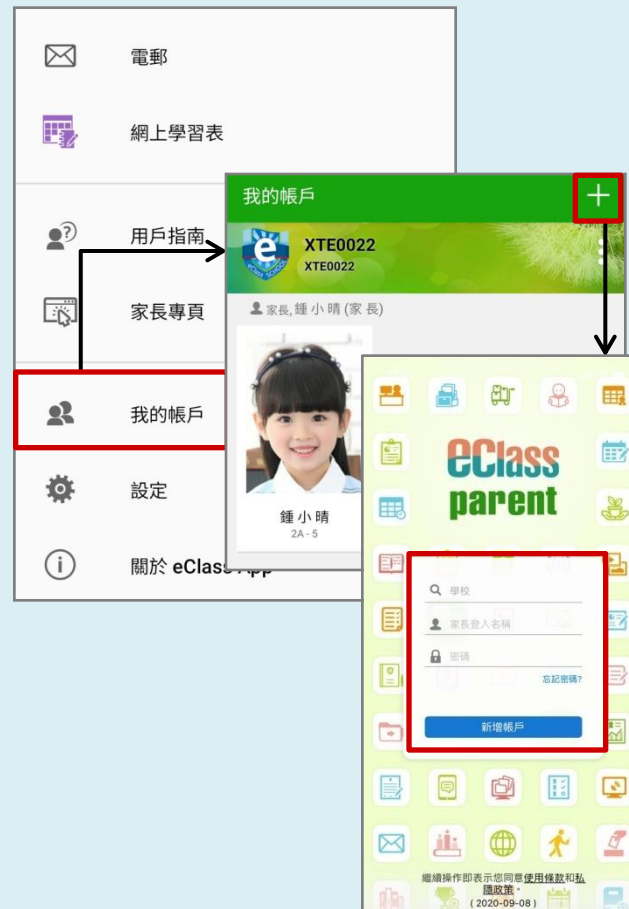 電郵
網上學習表
用戶指南
家長專頁
我的帳戶
設定
關於 eClass App
我的帳戶
XTE0022
XTE0022
家長,鍾小晴(家長)
鍾小晴
2A - 5
eClass
parent
學校
家長登入名稱
密碼
忘記密碼?
新增帳戶
繼續操作即表示您同意使用條款和私
隱政策。
( 2020-09-08 )